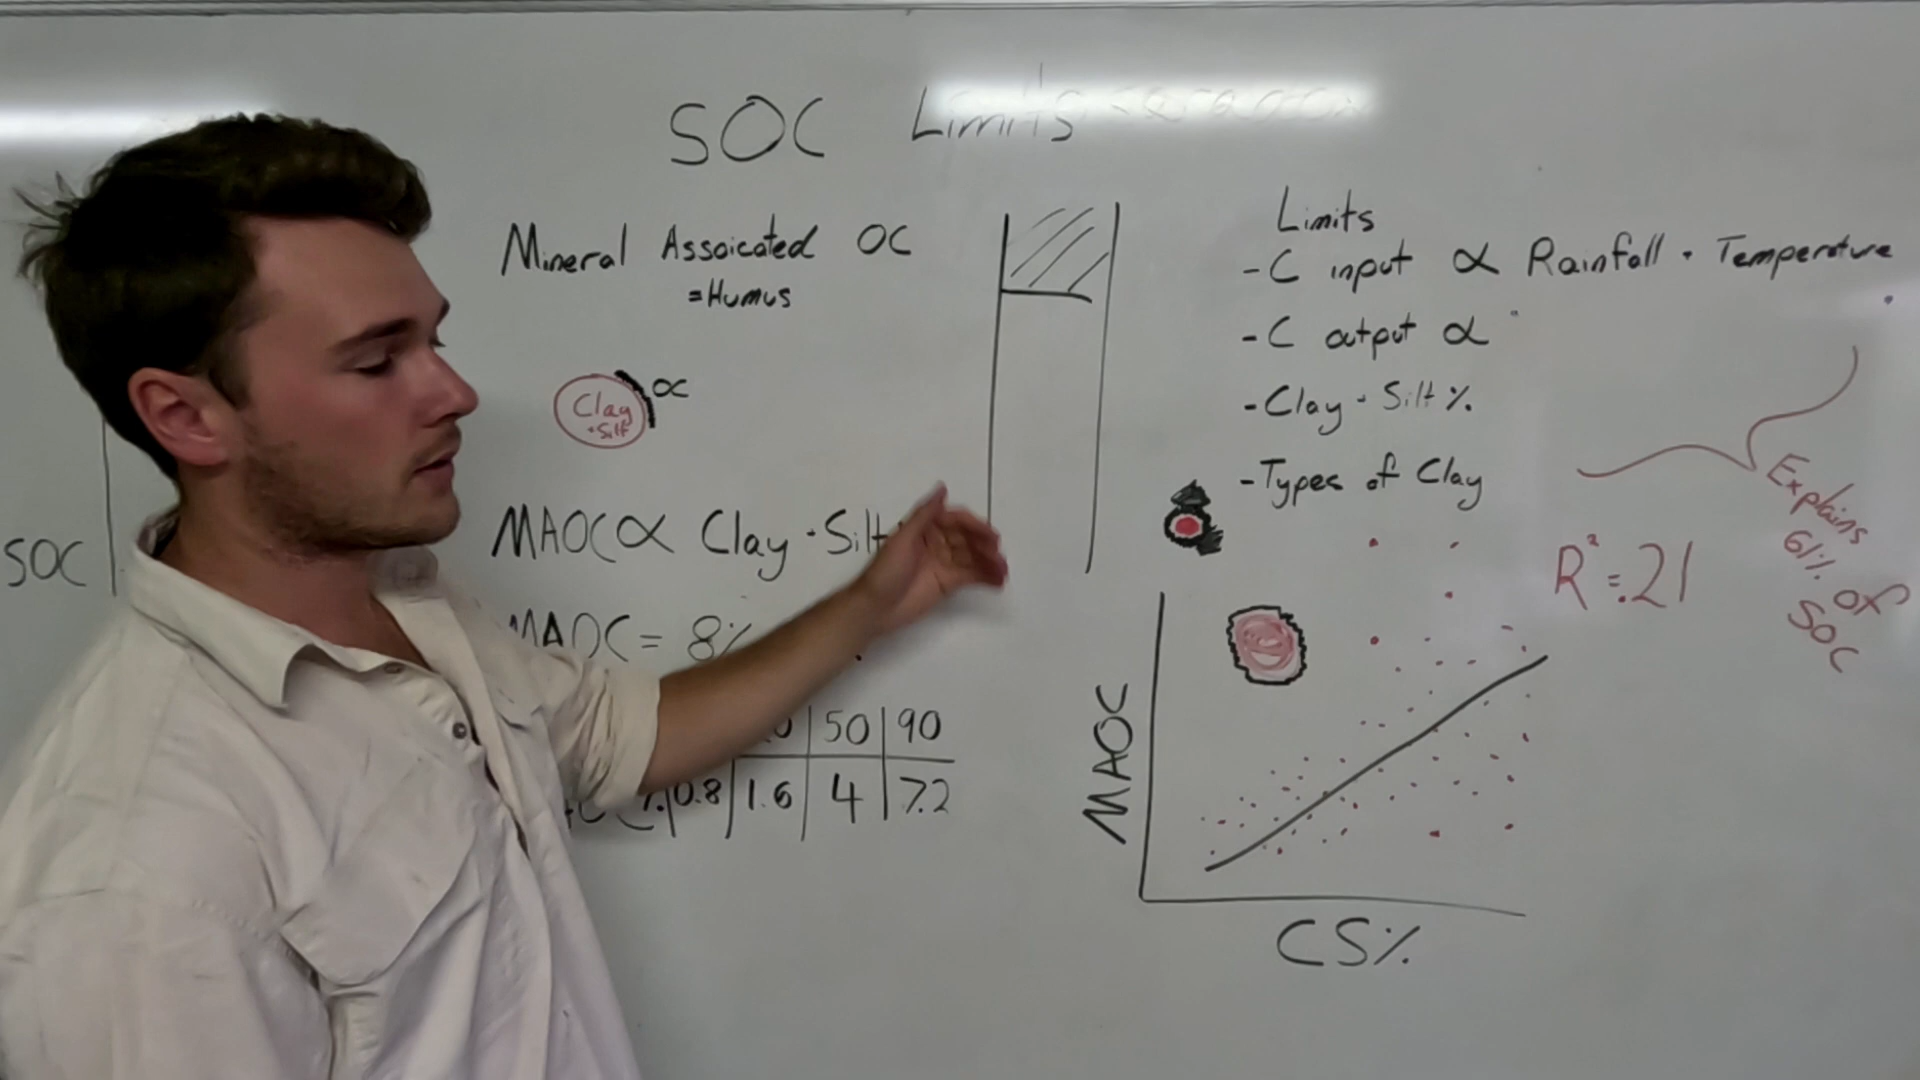 SOC Limits
Mineral Assoicated OC
=Humus
Clay
+Silt
∝
MAOC ∝ Clay + Silt
MAOC = 8%
50 | 90
0.8 | 1.6 | 4 | 7.2
SOC
Limits
- C input ∝ Rainfall + Temperature
- C output ∝
- Clay + Silt %
- Types of Clay
Explains
61% of
SOC
R² = .21
MAOC
CS%